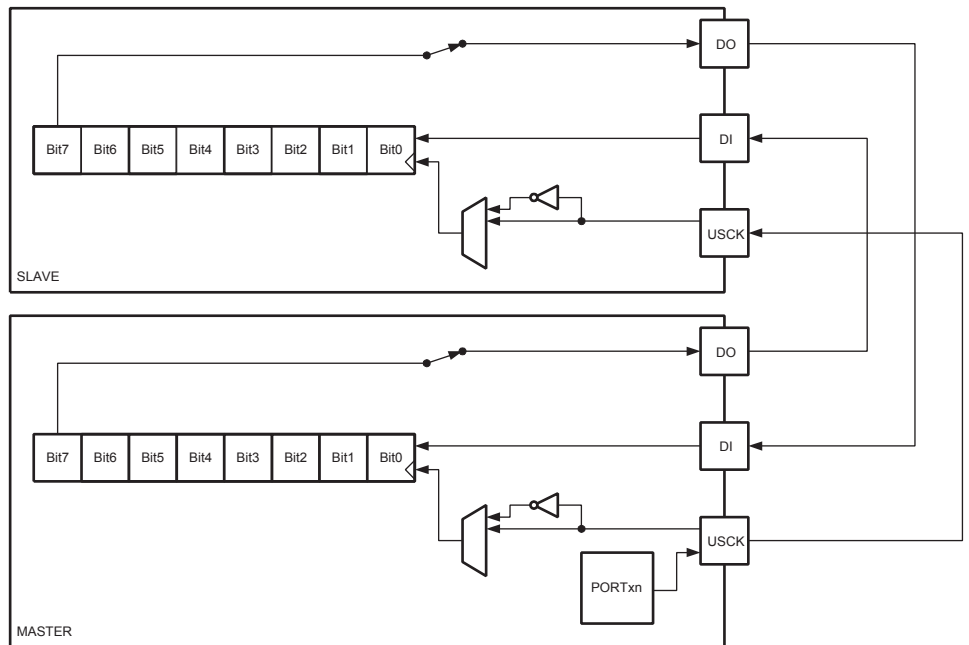 DO
Bit7 Bit6 Bit5 Bit4 Bit3 Bit2 Bit1 Bit0
DI
USCK
SLAVE
DO
Bit7 Bit6 Bit5 Bit4 Bit3 Bit2 Bit1 Bit0
DI
USCK
PORTxn
MASTER